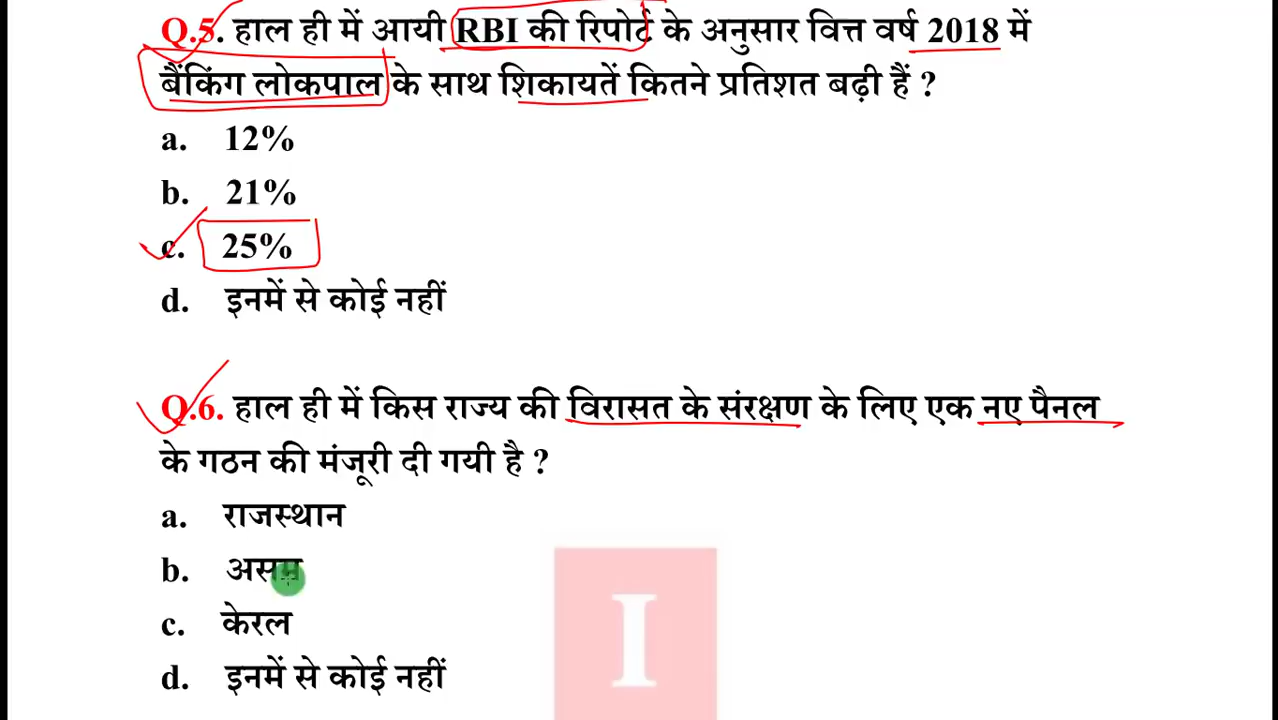 Q.5. हाल ही में आयी RBI की रिपोर्ट के अनुसार वित्त वर्ष 2018 में
बैंकिंग लोकपाल के साथ शिकायतें कितने प्रतिशत बढ़ी हैं ?
a. 12%
b. 21%
c. 25%
d. इनमें से कोई नहीं
Q.6. हाल ही में किस राज्य की विरासत के संरक्षण के लिए एक नए पैनल
के गठन की मंजूरी दी गयी है ?
a. राजस्थान
b. असम
c. केरल
d. इनमें से कोई नहीं
I